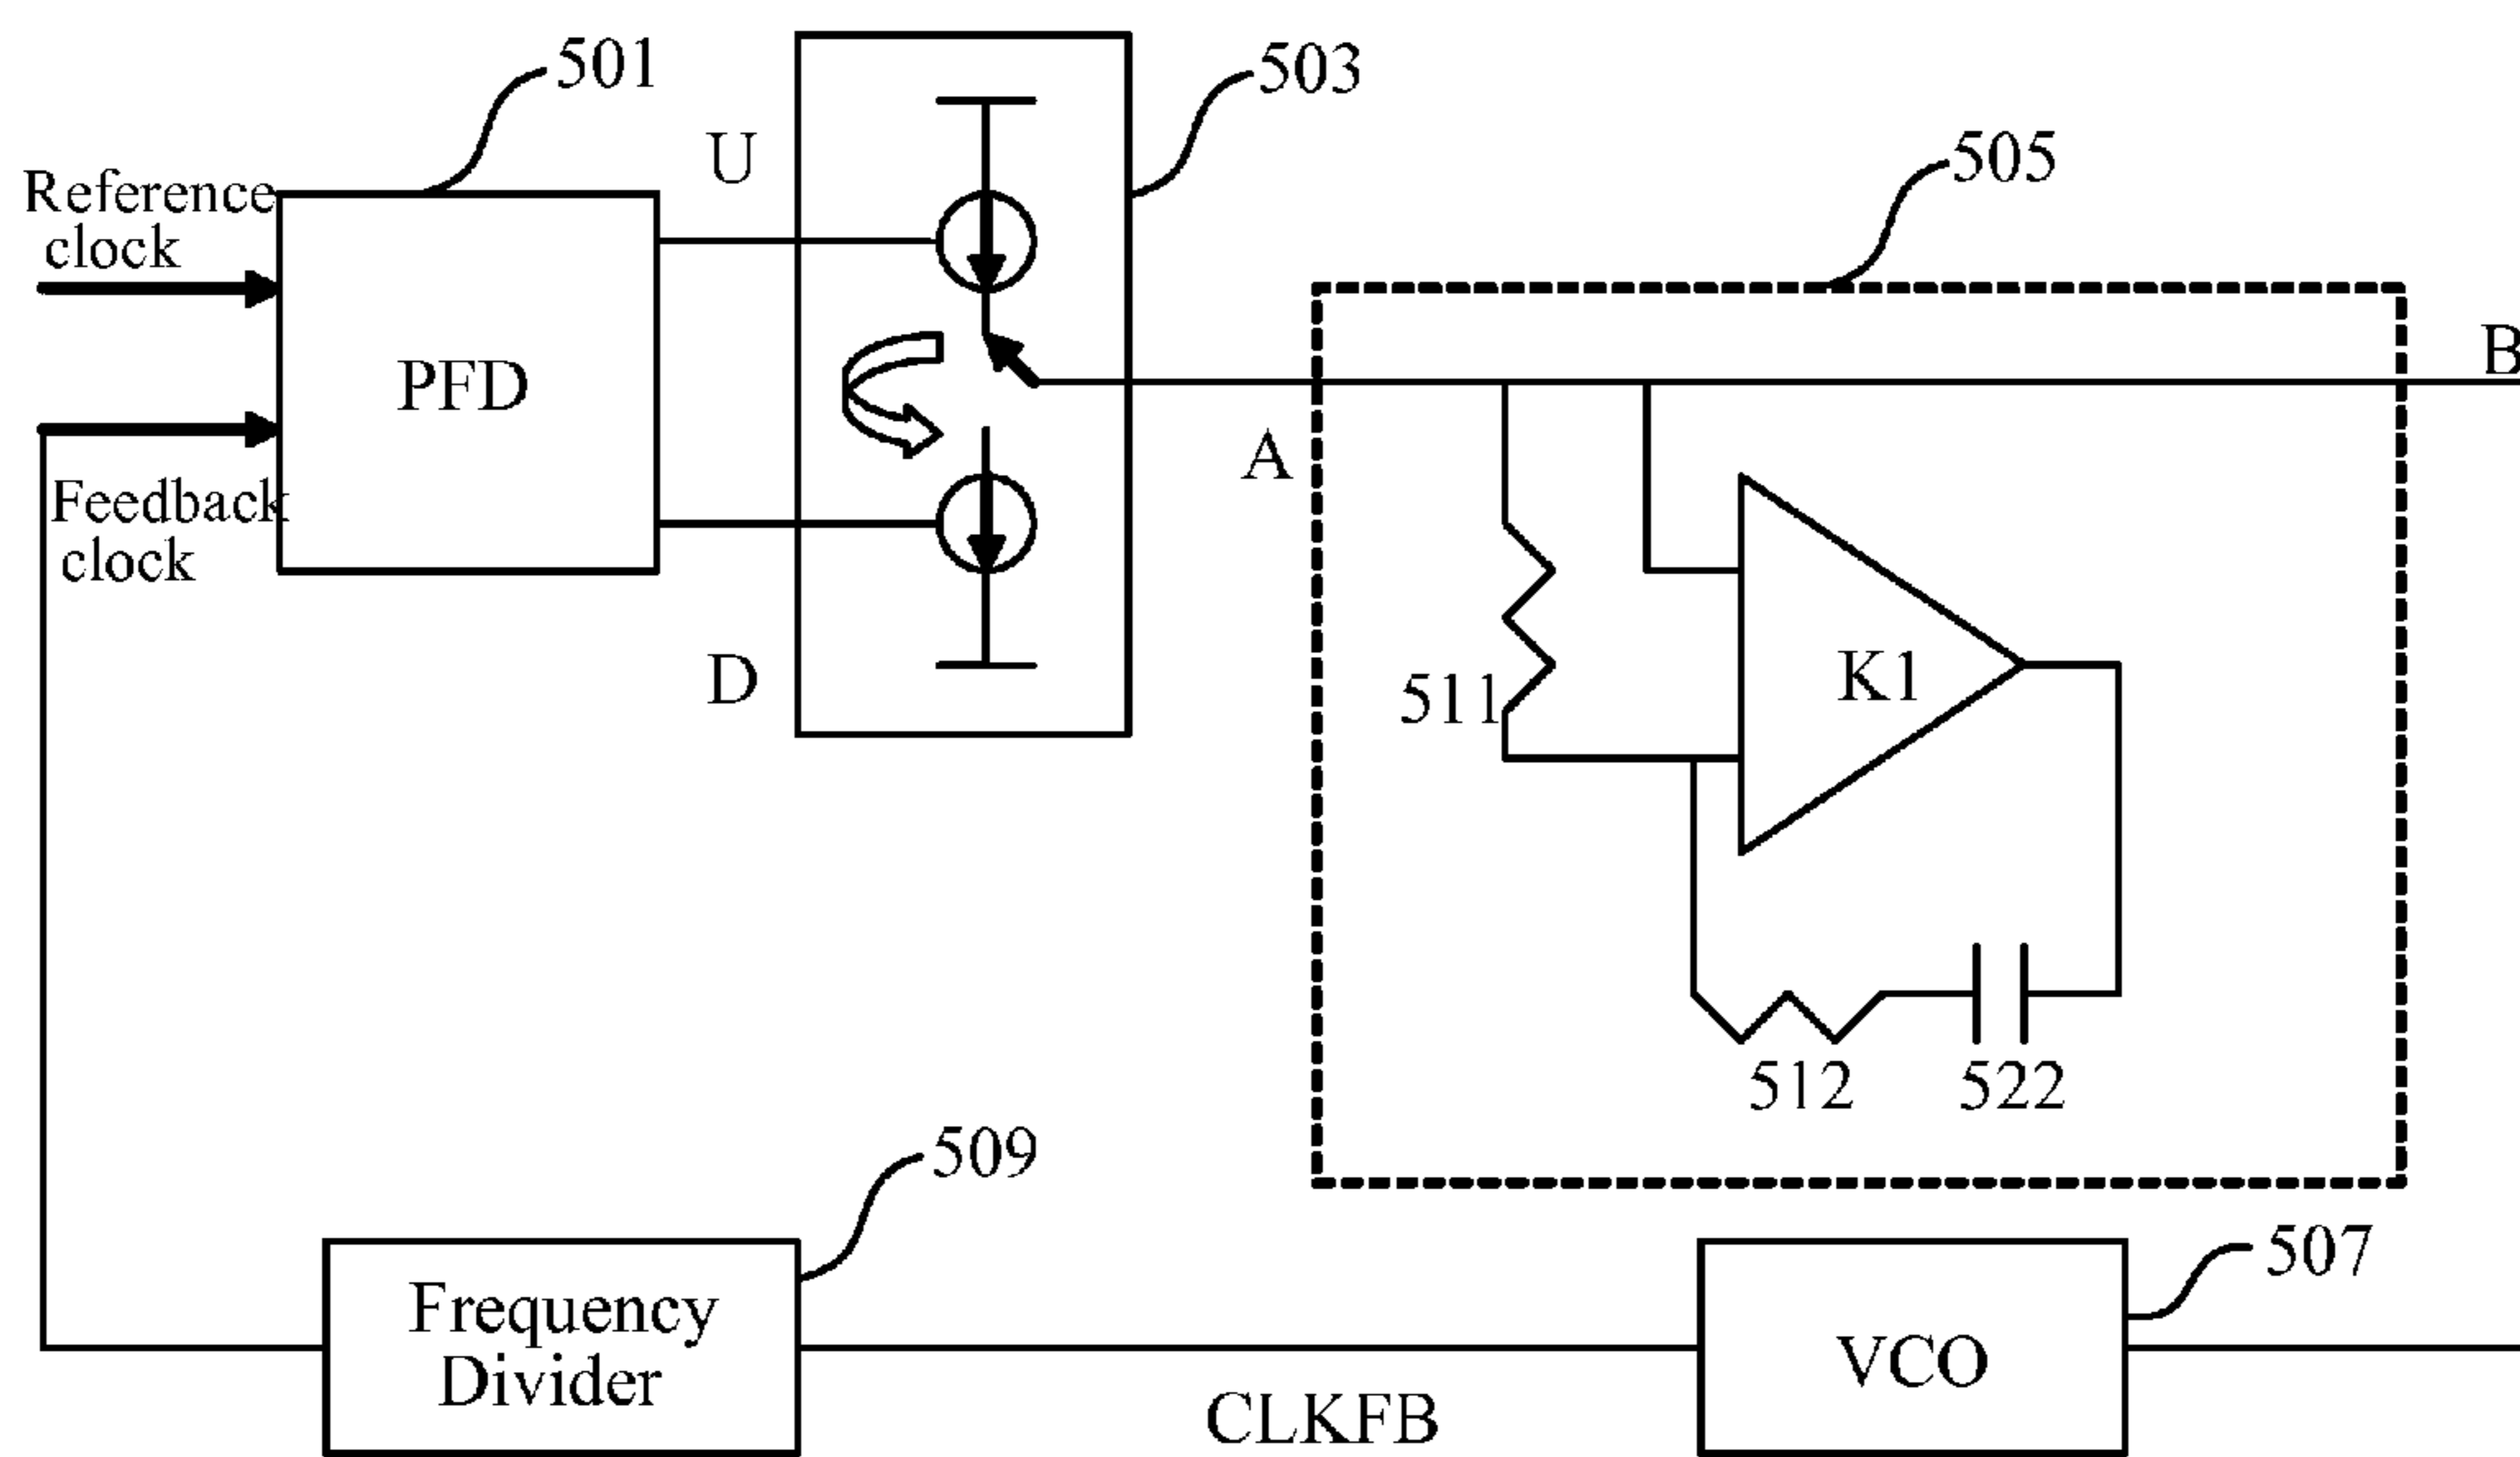 501
503
U
505
Reference
clock
B
PFD
A
Feedback
clock
K1
511
D
512
522
509
507
Frequency
Divider
VCO
CLKFB